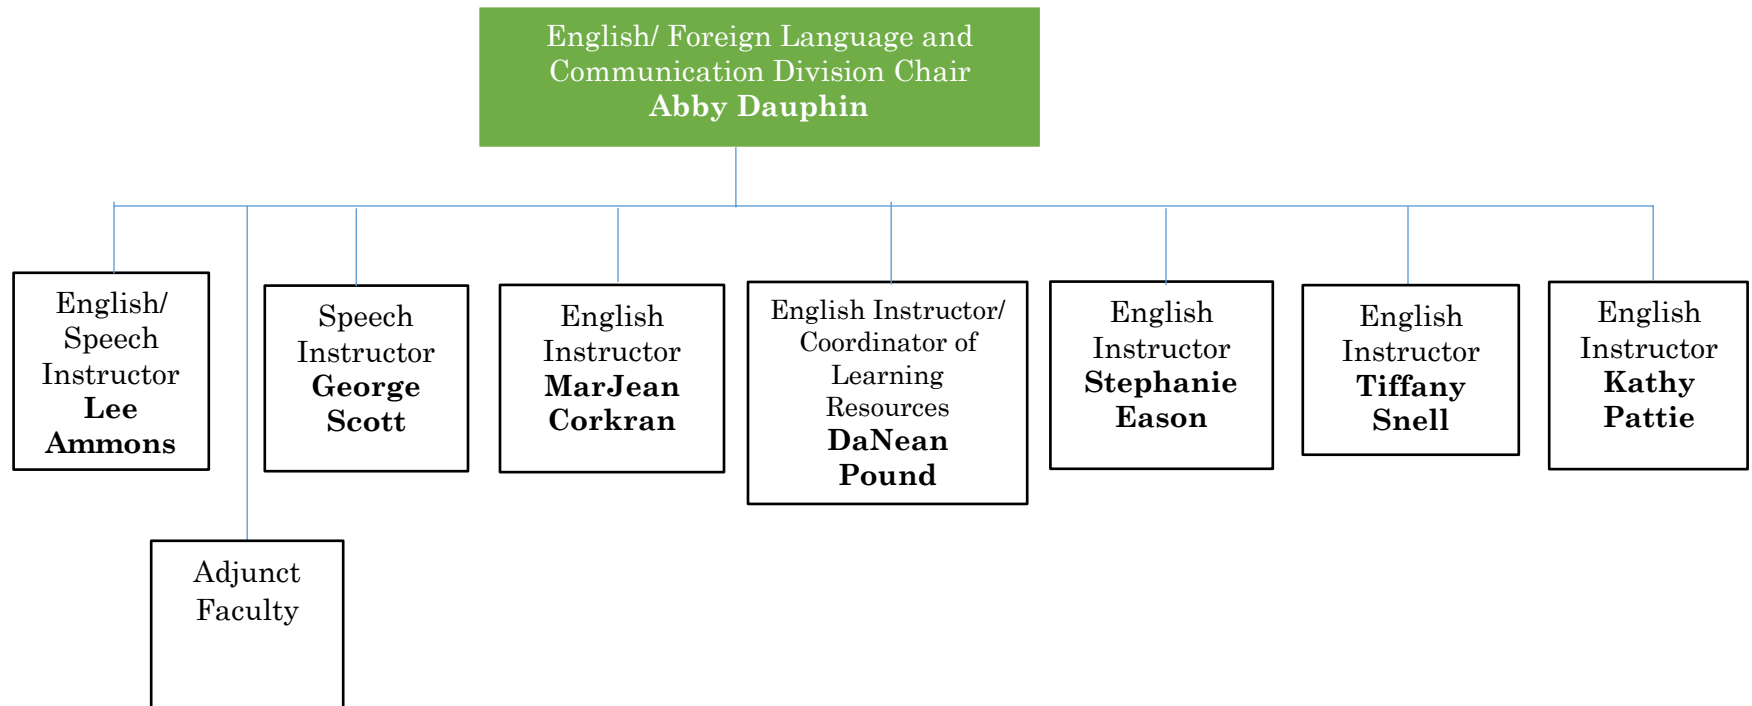 English/ Foreign Language and
Communication Division Chair
Abby Dauphin
English/
Speech
Instructor
Lee
Ammons
Speech
Instructor
George
Scott
English
Instructor
MarJean
Corkran
English Instructor/
Coordinator of
Learning
Resources
DaNean
Pound
English
Instructor
Stephanie
Eason
English
Instructor
Tiffany
Snell
English
Instructor
Kathy
Pattie
Adjunct
Faculty